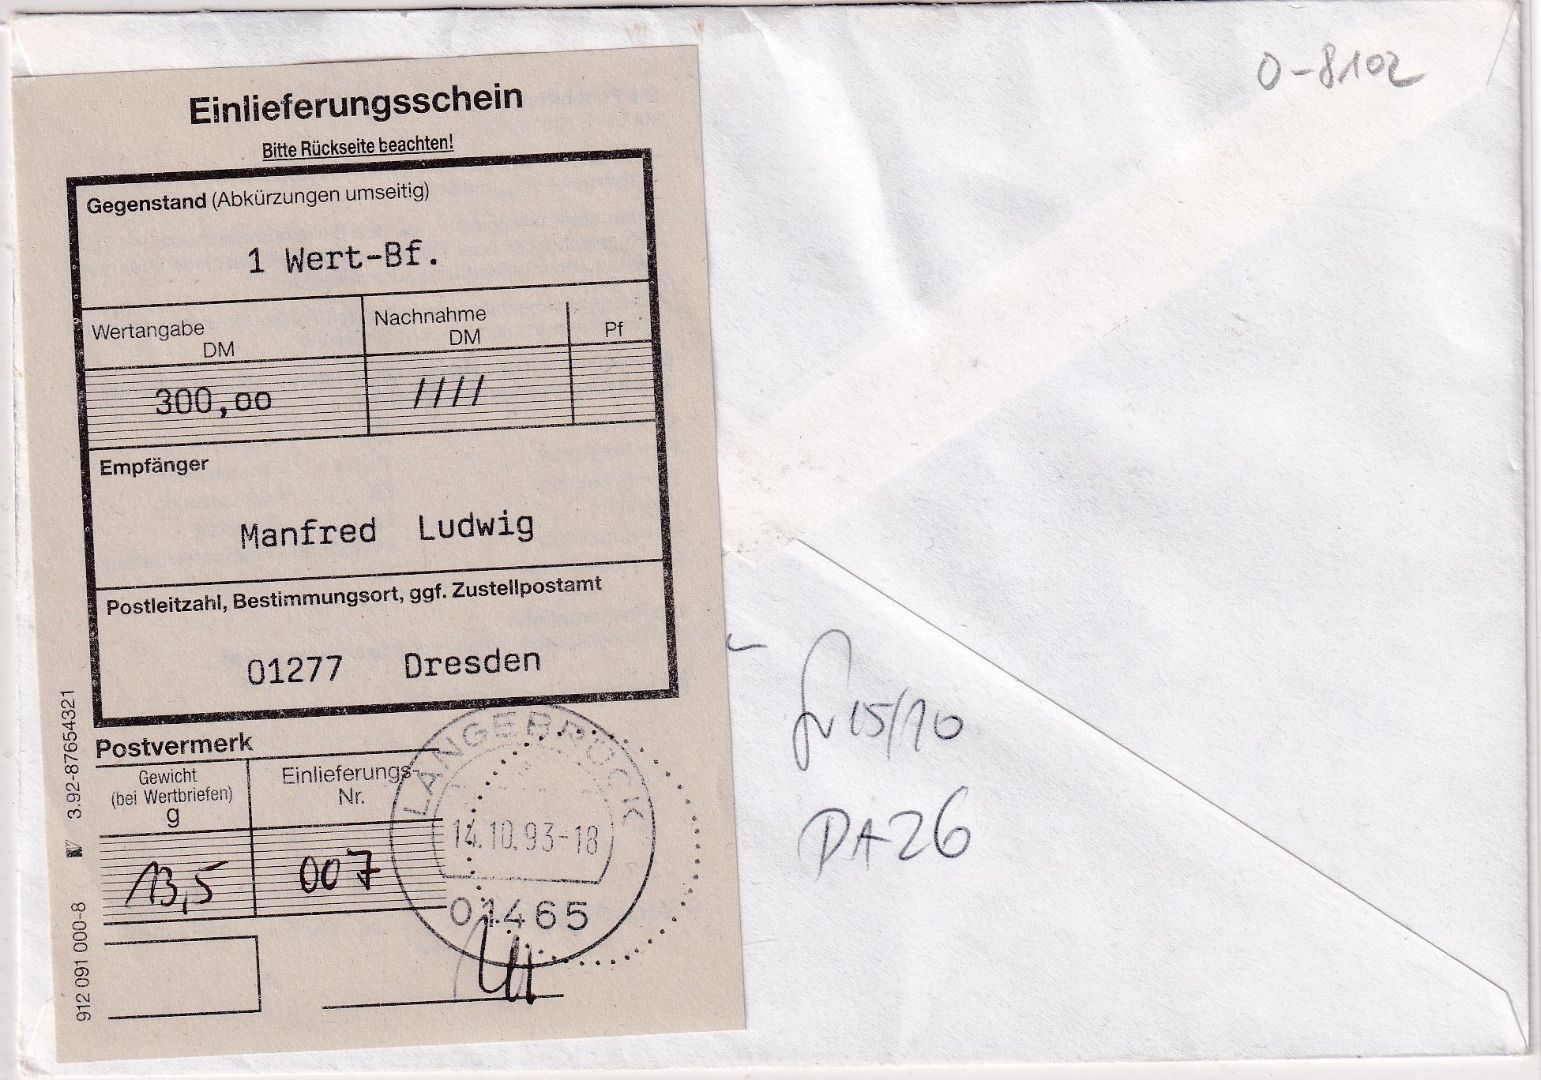 O-8102
Einlieferungsschein
Bitte Rückseite beachten!
Gegenstand (Abkürzungen umseitig)
1 Wert-Bf.
Wertangabe
DM
Nachnahme
DM
Pf
300,oo
////
Empfänger
Manfred Ludwig
Postleitzahl, Bestimmungsort, ggf. Zustellpostamt
01277 Dresden
Postvermerk
Gewicht
(bei Wertbriefen)
g
Einlieferungs-
Nr.
13,5
007
LANGEBRÜCK
14.10.93-18
01465
912 091 000-8
3.92-87654321
15/10
DA26